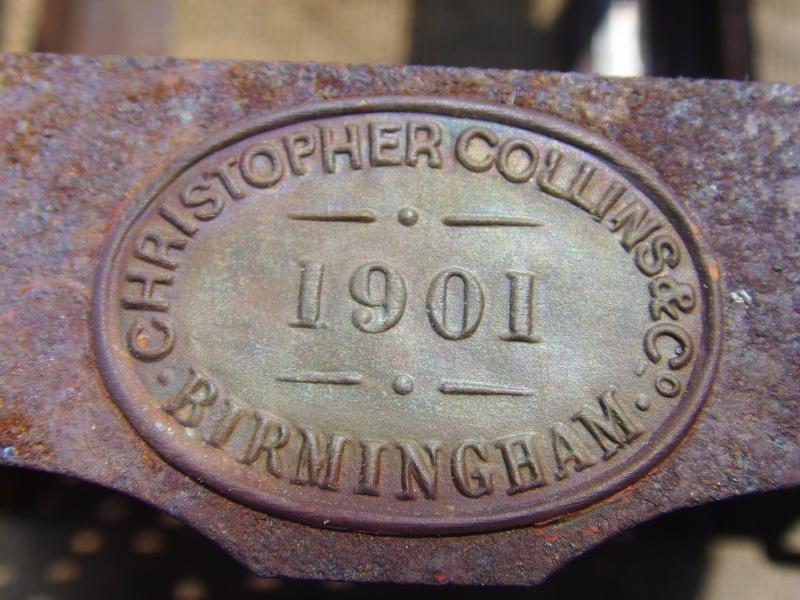 CHRISTOPHER COLLINS & Co
1901
BIRMINGHAM